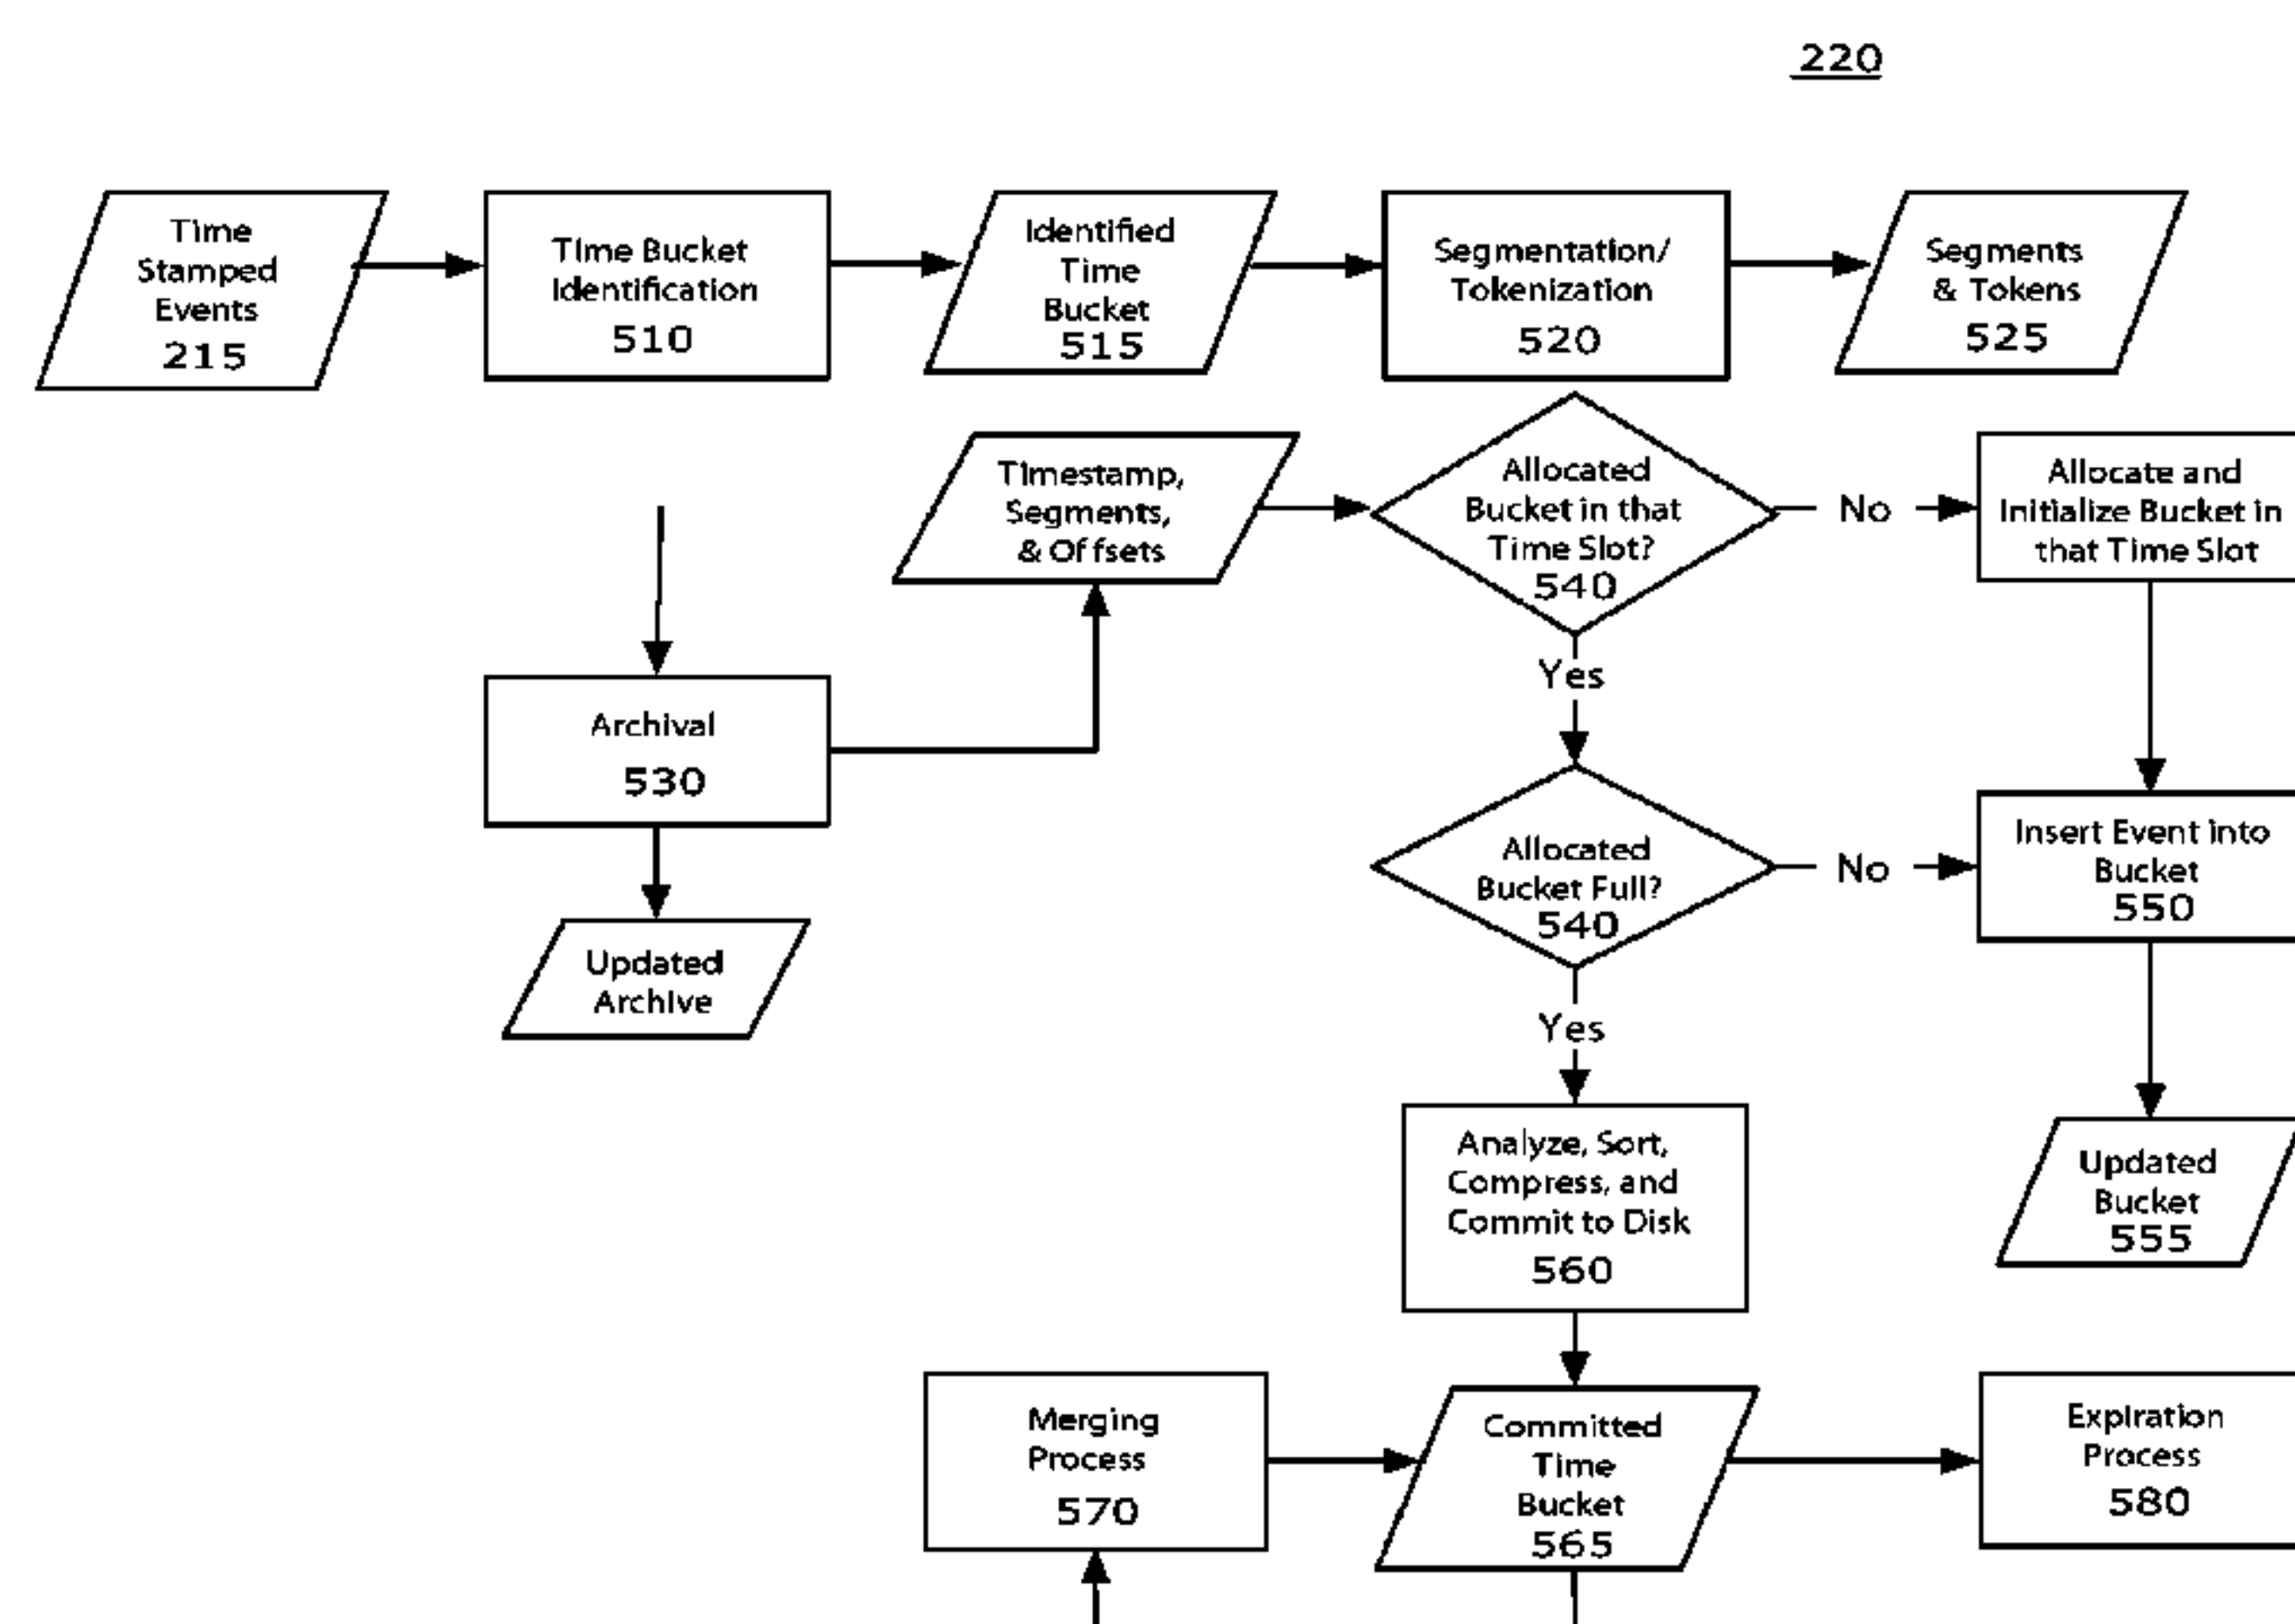 220
Time
Stamped
Events
215
Time Bucket
Identification
510
Identified
Time
Bucket
515
Segmentation/
Tokenization
520
Segments
& Tokens
525
Timestamp,
Segments,
& Offsets
Allocated
Bucket in that
Time Slot?
540
No
Allocate and
Initialize Bucket in
that Time Slot
Yes
Archival
530
Allocated
Bucket Full?
540
No
Insert Event into
Bucket
550
Updated
Archive
Yes
Analyze, Sort,
Compress, and
Commit to Disk
560
Updated
Bucket
555
Merging
Process
570
Committed
Time
Bucket
565
Expiration
Process
580